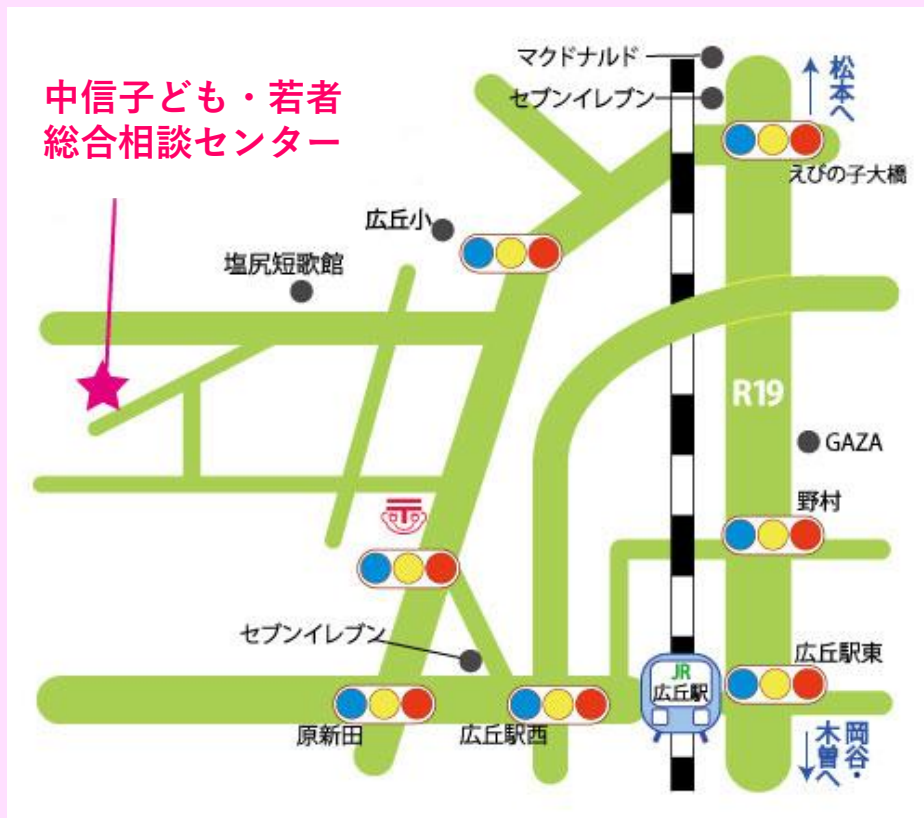 中信子ども・若者
総合相談センター
マクドナルド
セブンイレブン
松本へ
えびの子大橋
広丘小
塩尻短歌館
R19
GAZA
野村
セブンイレブン
広丘駅東
JR
広丘駅
原新田
広丘駅西
岡谷・
木曽へ